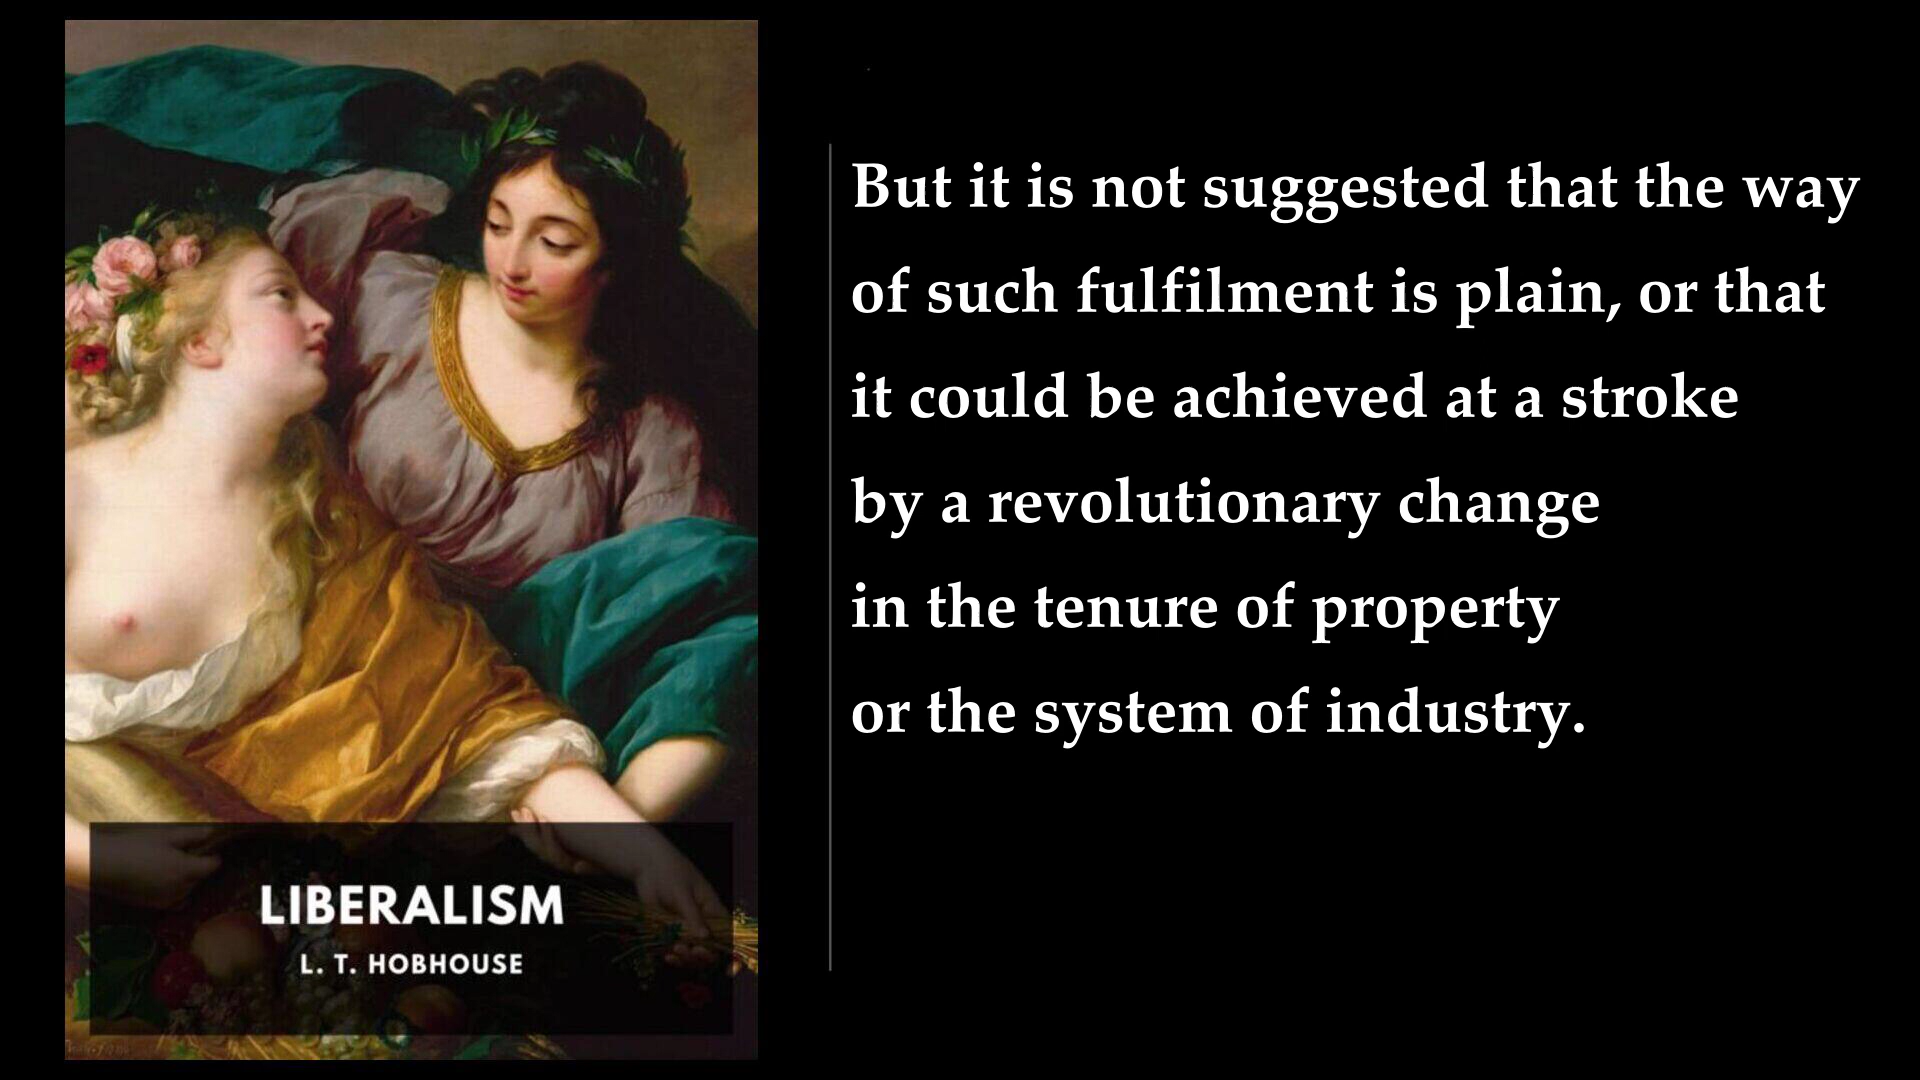 But it is not suggested that the way
of such fulfilment is plain, or that
it could be achieved at a stroke
by a revolutionary change
in the tenure of property
or the system of industry.
LIBERALISM
L. T. HOBHOUSE